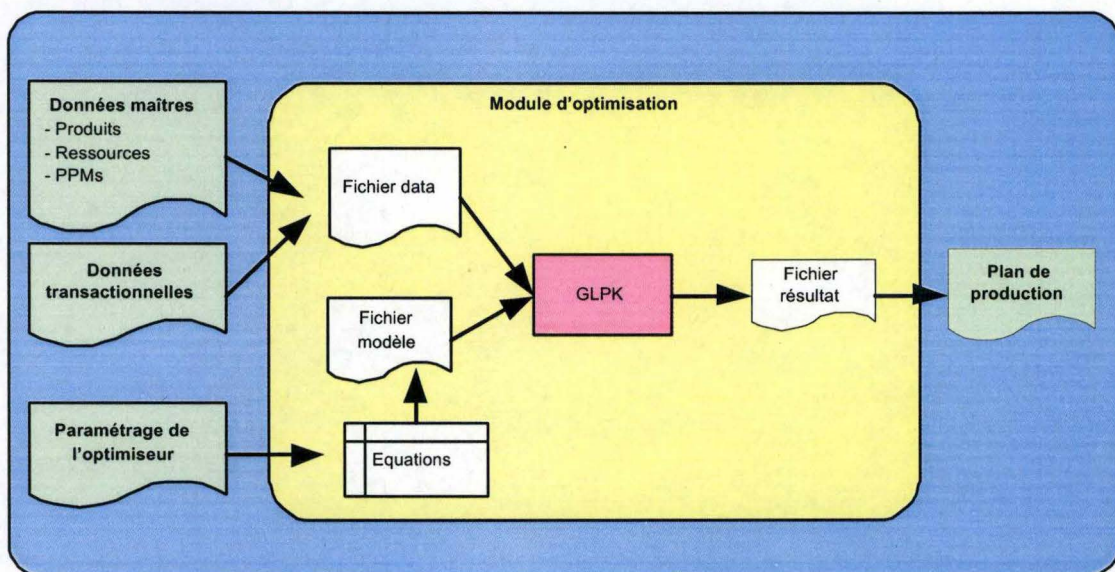 Données maîtres
- Produits
- Ressources
- PPMs
Données
transactionnelles
Paramétrage de
l'optimiseur
Module d'optimisation
Fichier data
Fichier
modèle
Equations
GLPK
Fichier
résultat
Plan de
production